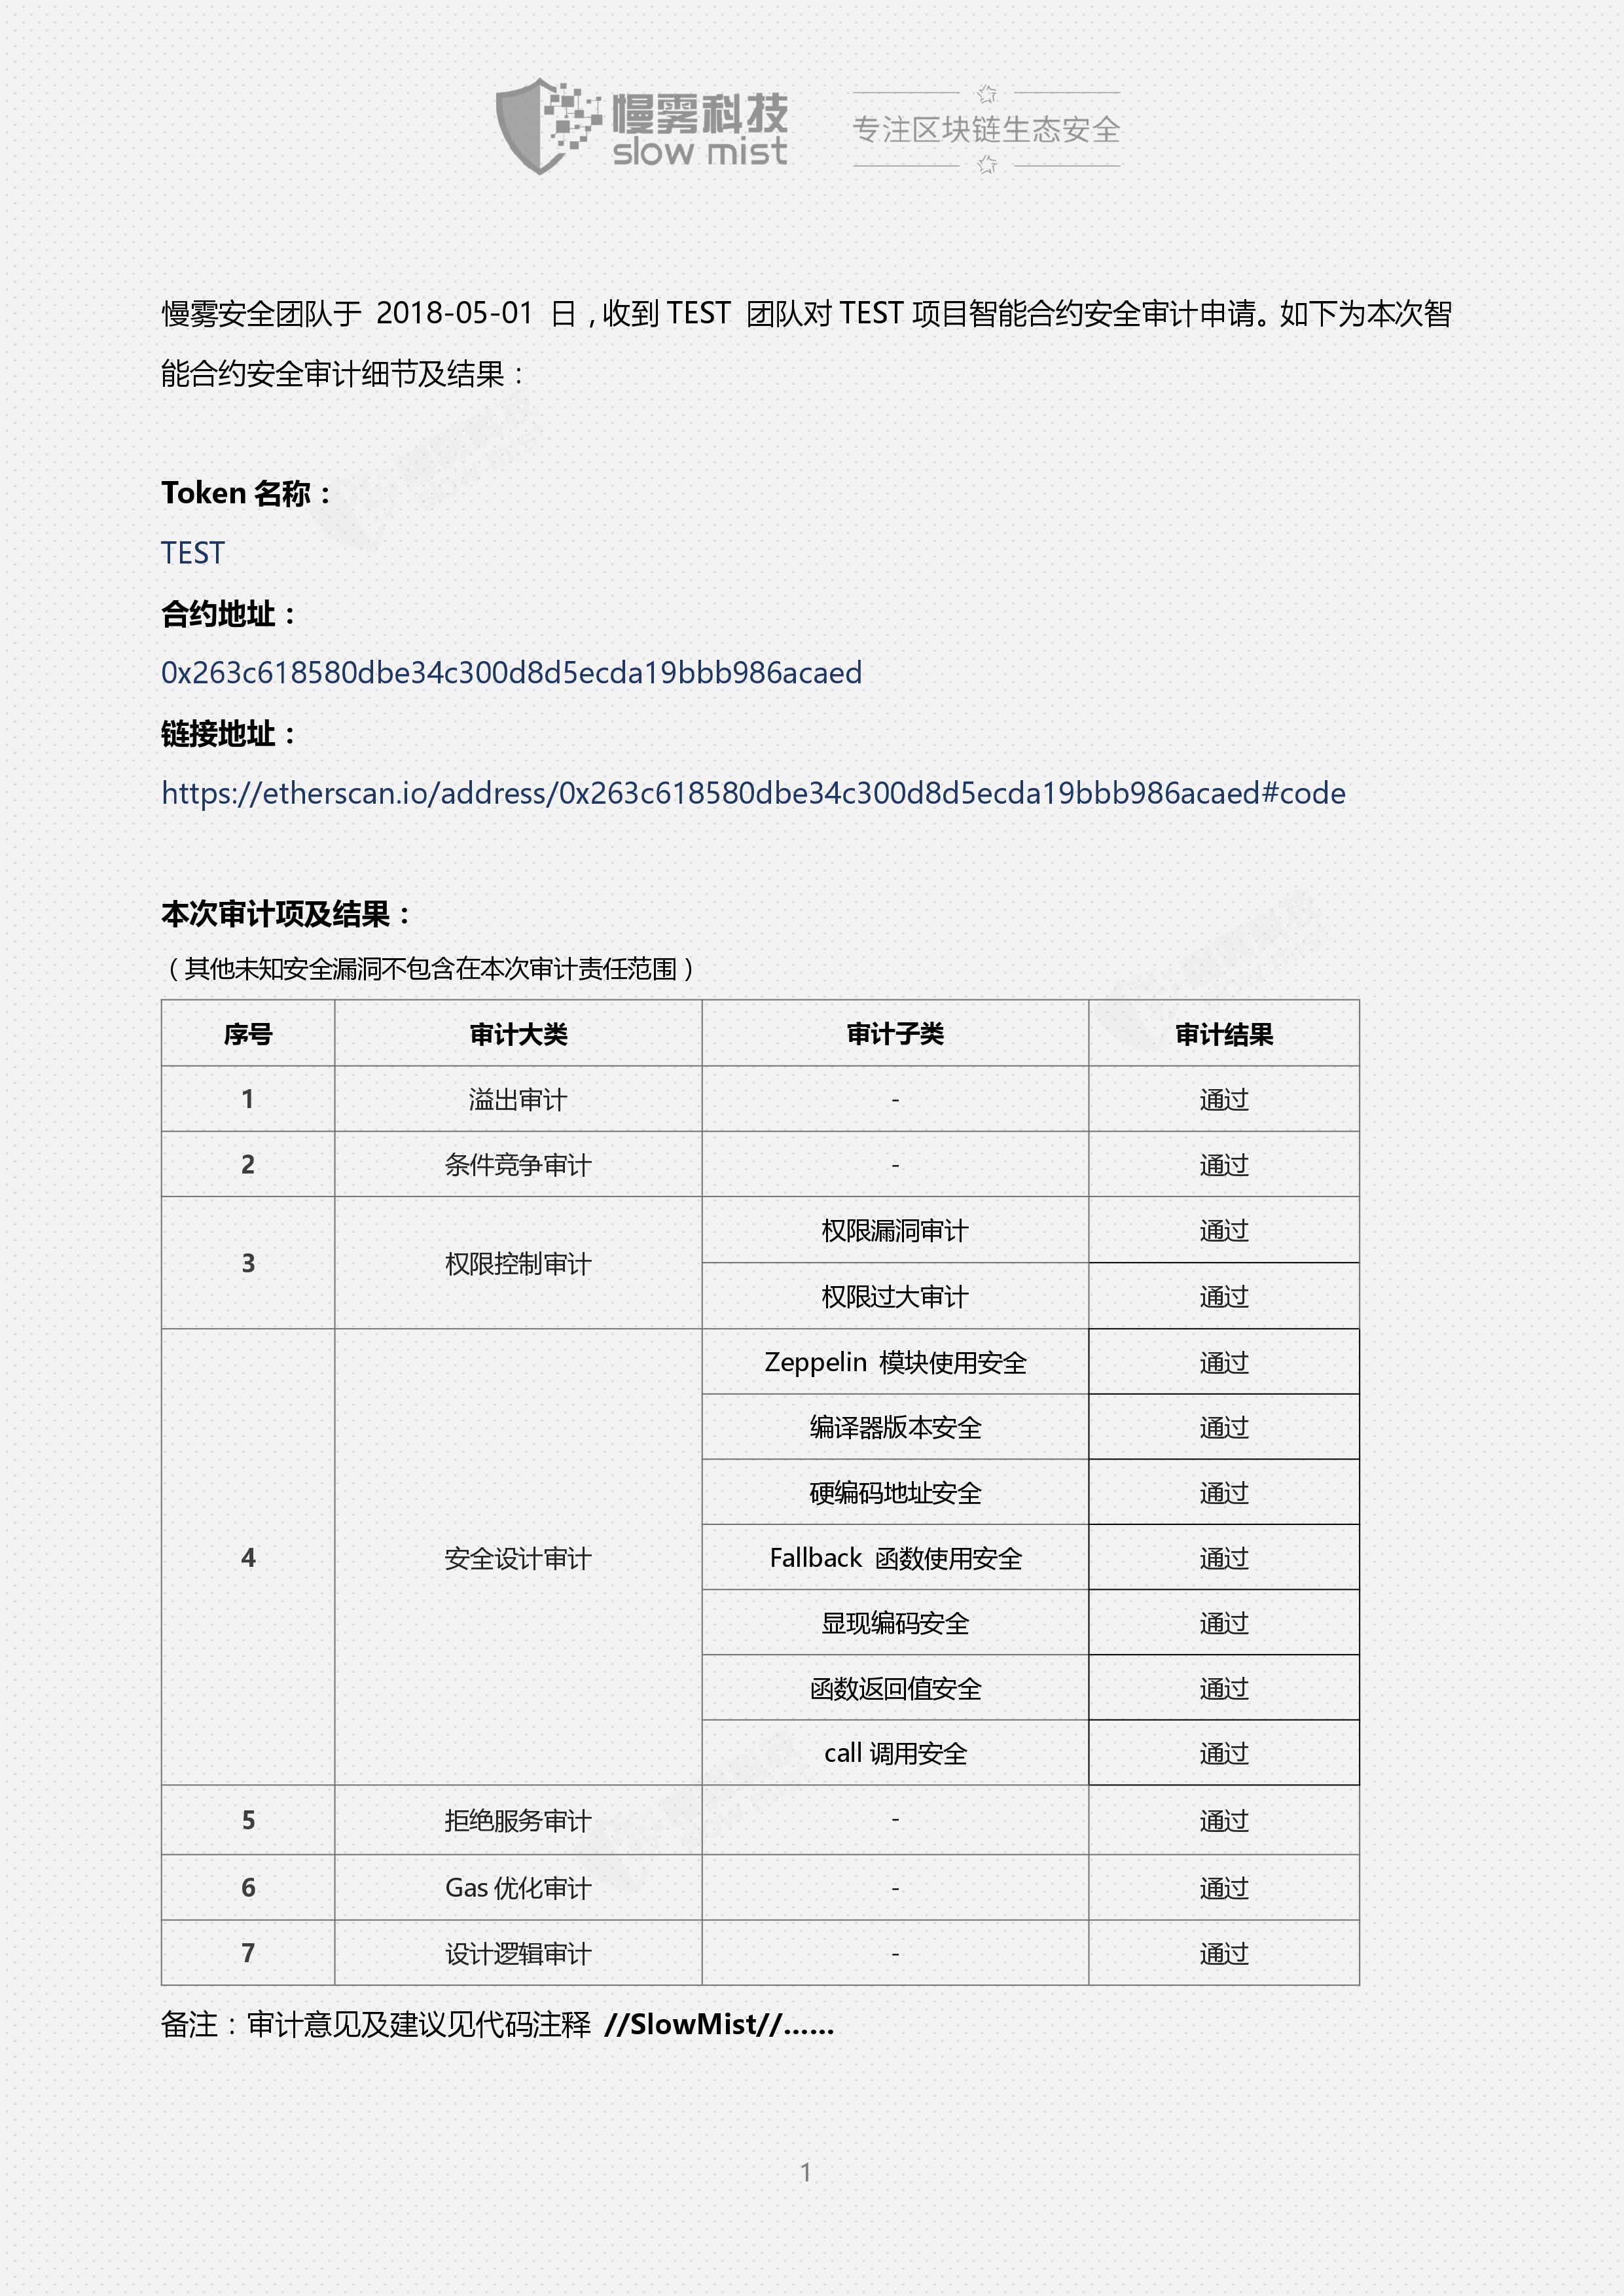 慢雾科技
slow mist
专注区块链生态安全
慢雾安全团队于 2018-05-01 日，收到 TEST 团队对 TEST 项目智能合约安全审计申请。如下为本次智
能合约安全审计细节及结果：
Token 名称：
TEST
合约地址：
0x263c618580dbe34c300d8d5ecda19bbb986acaed
链接地址：
https://etherscan.io/address/0x263c618580dbe34c300d8d5ecda19bbb986acaed#code
本次审计项及结果：
（其他未知安全漏洞不包含在本次审计责任范围）
序号 审计大类 审计子类 审计结果
1 溢出审计 - 通过
2 条件竞争审计 - 通过
3 权限控制审计 权限漏洞审计 通过
权限过大审计 通过
4 安全设计审计 Zeppelin 模块使用安全 通过
编译器版本安全 通过
硬编码地址安全 通过
Fallback 函数使用安全 通过
显现编码安全 通过
函数返回值安全 通过
call 调用安全 通过
5 拒绝服务审计 - 通过
6 Gas 优化审计 - 通过
7 设计逻辑审计 - 通过
备注：审计意见及建议见代码注释 //SlowMist//......
1